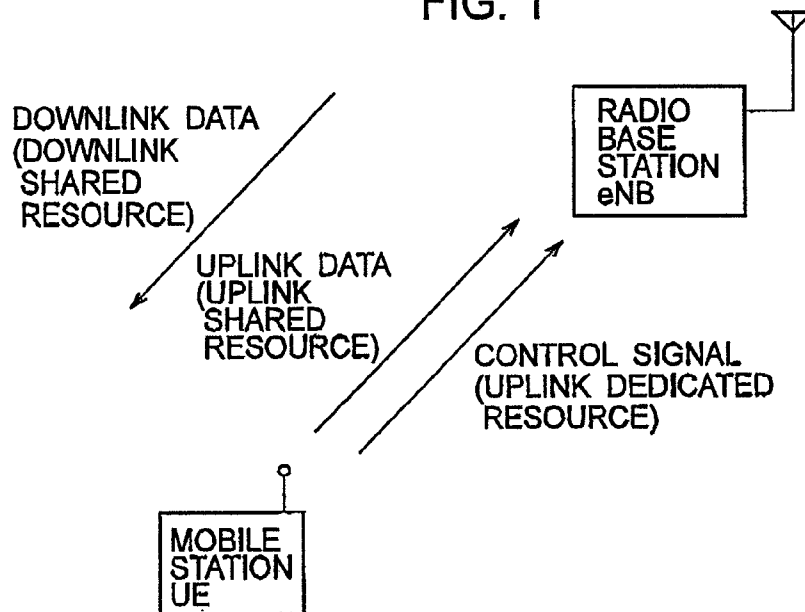 FIG. 1
DOWNLINK DATA
(DOWNLINK
SHARED
RESOURCE)
RADIO
BASE
STATION
eNB
UPLINK DATA
(UPLINK
SHARED
RESOURCE)
CONTROL SIGNAL
(UPLINK DEDICATED
RESOURCE)
MOBILE
STATION
UE